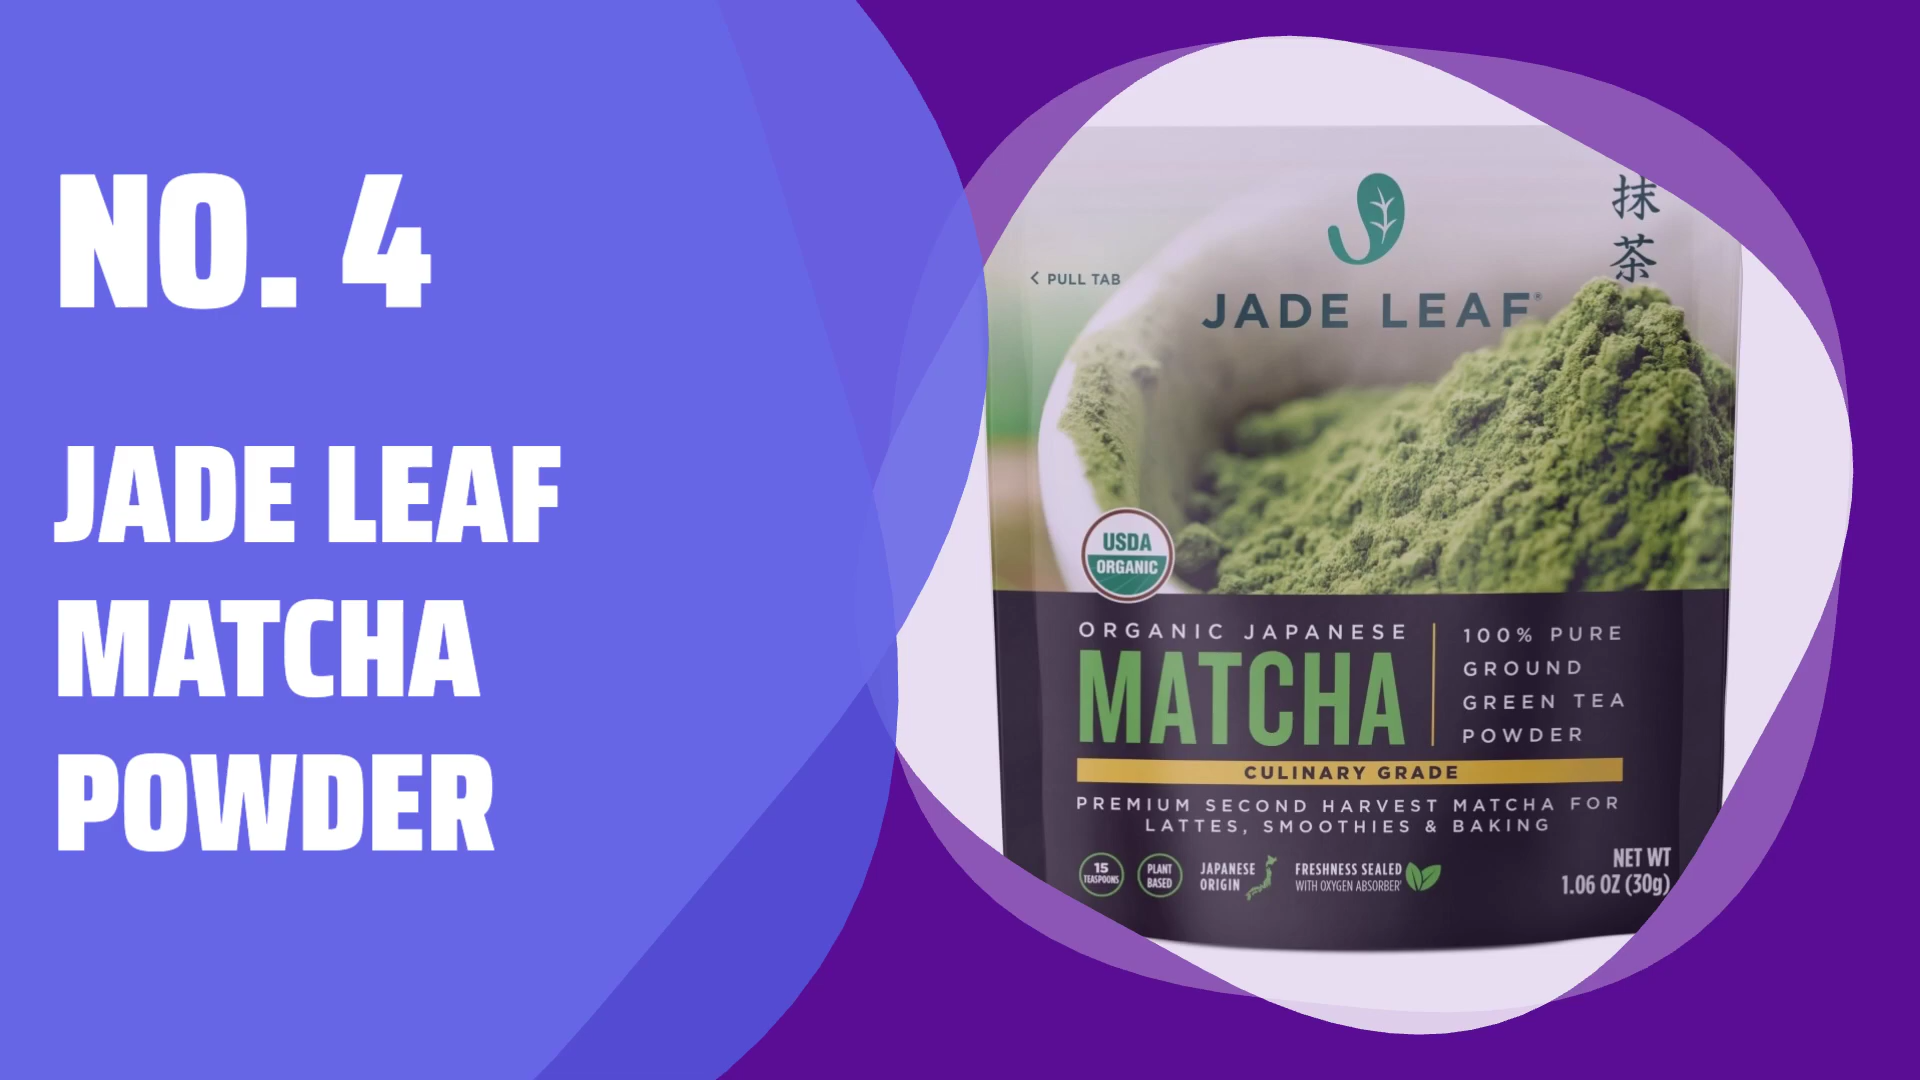 NO. 4
JADE LEAF
MATCHA
POWDER
抹
茶
< PULL TAB
JADE LEAF®
USDA
ORGANIC
ORGANIC JAPANESE
MATCHA
100% PURE
GROUND
GREEN TEA
POWDER
CULINARY GRADE
PREMIUM SECOND HARVEST MATCHA FOR
LATTES, SMOOTHIES & BAKING
15
TEASPOONS
PLANT
BASED
JAPANESE
ORIGIN
FRESHNESS SEALED
WITH OXYGEN ABSORBER
NET WT
1.06 OZ (30g)